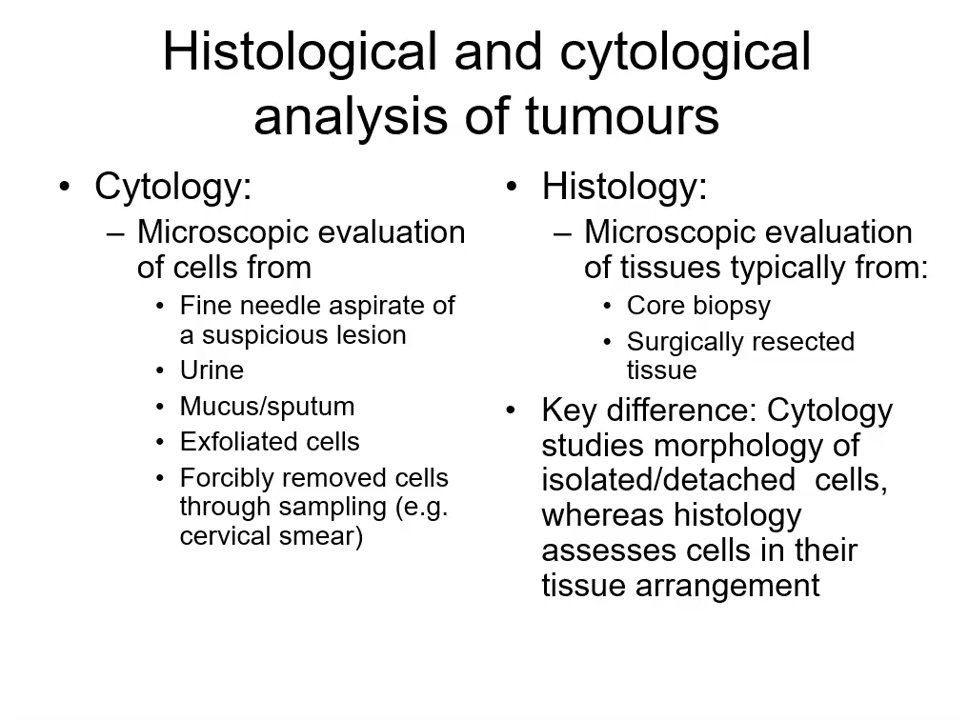 Histological and cytological
analysis of tumours
• Cytology:
– Microscopic evaluation
of cells from
• Fine needle aspirate of
a suspicious lesion
• Urine
• Mucus/sputum
• Exfoliated cells
• Forcibly removed cells
through sampling (e.g.
cervical smear)
• Histology:
– Microscopic evaluation
of tissues typically from:
• Core biopsy
• Surgically resected
tissue
• Key difference: Cytology
studies morphology of
isolated/detached  cells,
whereas histology
assesses cells in their
tissue arrangement